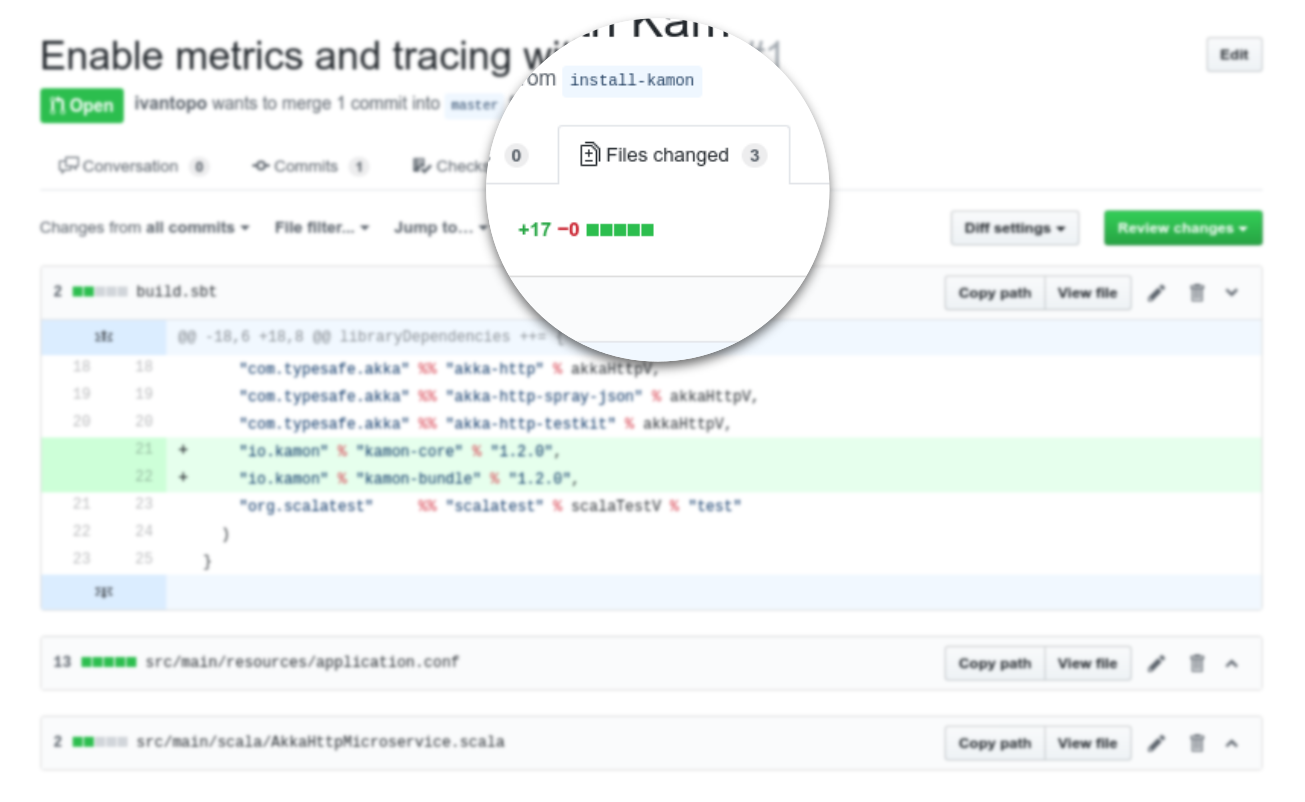 Enable metrics and tracing with Kam #1
Edit
Open ivantopo wants to merge 1 commit into master from install-kamon
Conversation 0 Commits 1 Checks 0 Files changed 3
Changes from all commits File filter... Jump to... +17 −0 Diff settings Review changes
2 build.sbt Copy path View file
@@ -18,6 +18,8 @@ libraryDependencies ++= {
18 18 "com.typesafe.akka" %% "akka-http" % akkaHttpV,
19 19 "com.typesafe.akka" %% "akka-http-spray-json" % akkaHttpV,
20 20 "com.typesafe.akka" %% "akka-http-testkit" % akkaHttpV,
21 + "io.kamon" % "kamon-core" % "1.2.0",
22 + "io.kamon" % "kamon-bundle" % "1.2.0",
21 23 "org.scalatest" %% "scalatest" % scalaTestV % "test"
22 24 )
23 25 }
13 src/main/resources/application.conf Copy path View file
2 src/main/scala/AkkaHttpMicroservice.scala Copy path View file